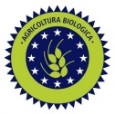 · AGRICOLTURA BIOLOGICA ·